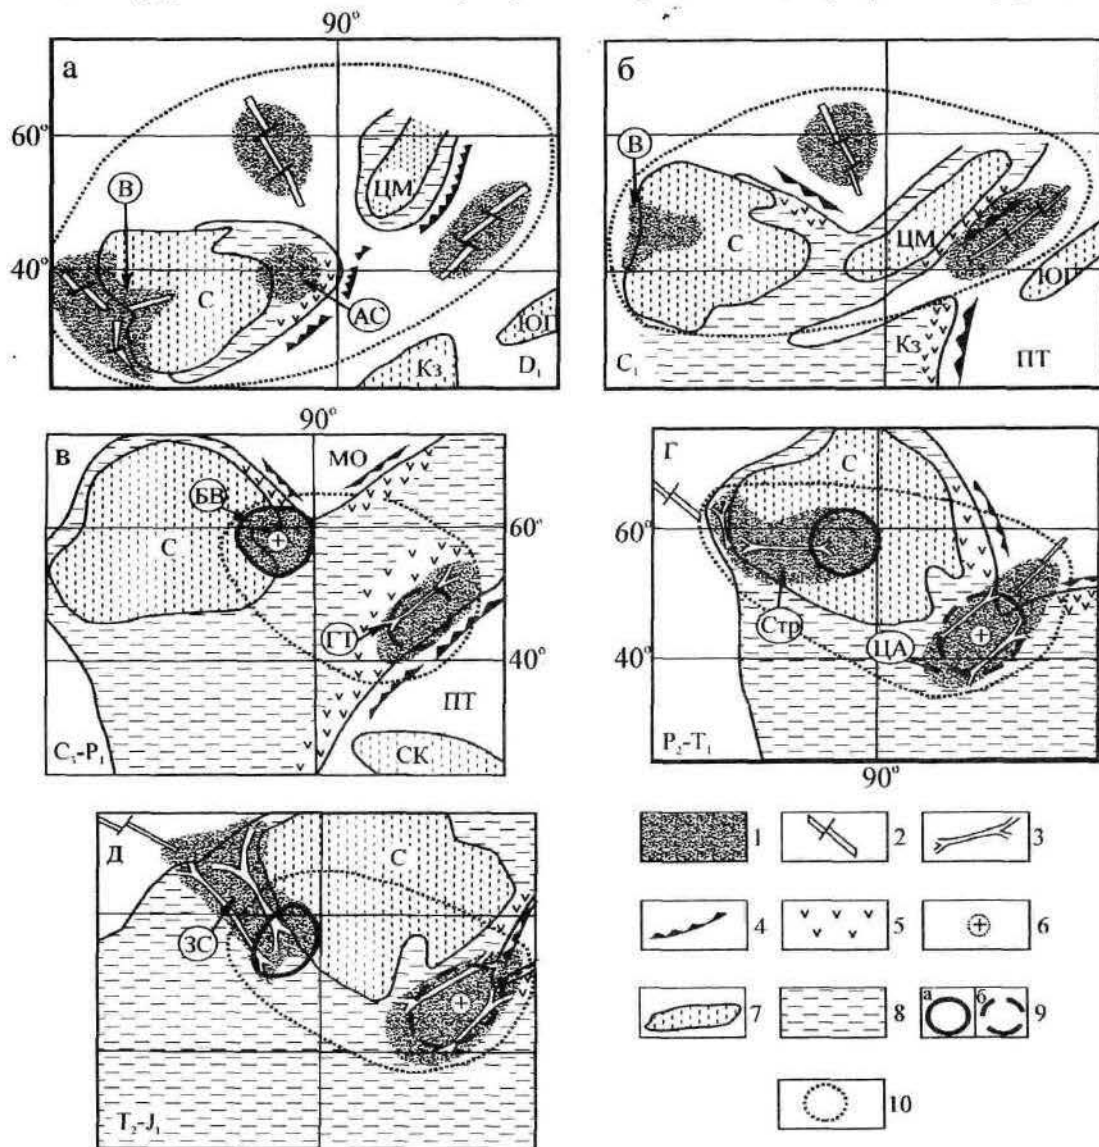 90°
а
60°
40°
В
С
ЦМ
АС
ЮГ
Кз
D₁
б
В
С
ЦМ
ЮГ
Кз
ПТ
C₁
90°
в
МО
БВ
60°
С
ГТ
40°
ПТ
СК
C₃-P₁
Г
С
60°
Стр
ЦА
40°
P₂-T₁
90°
Д
С
ЗС
T₂-J₁
1
2
3
4
5
6
7
8
а
б
9
10